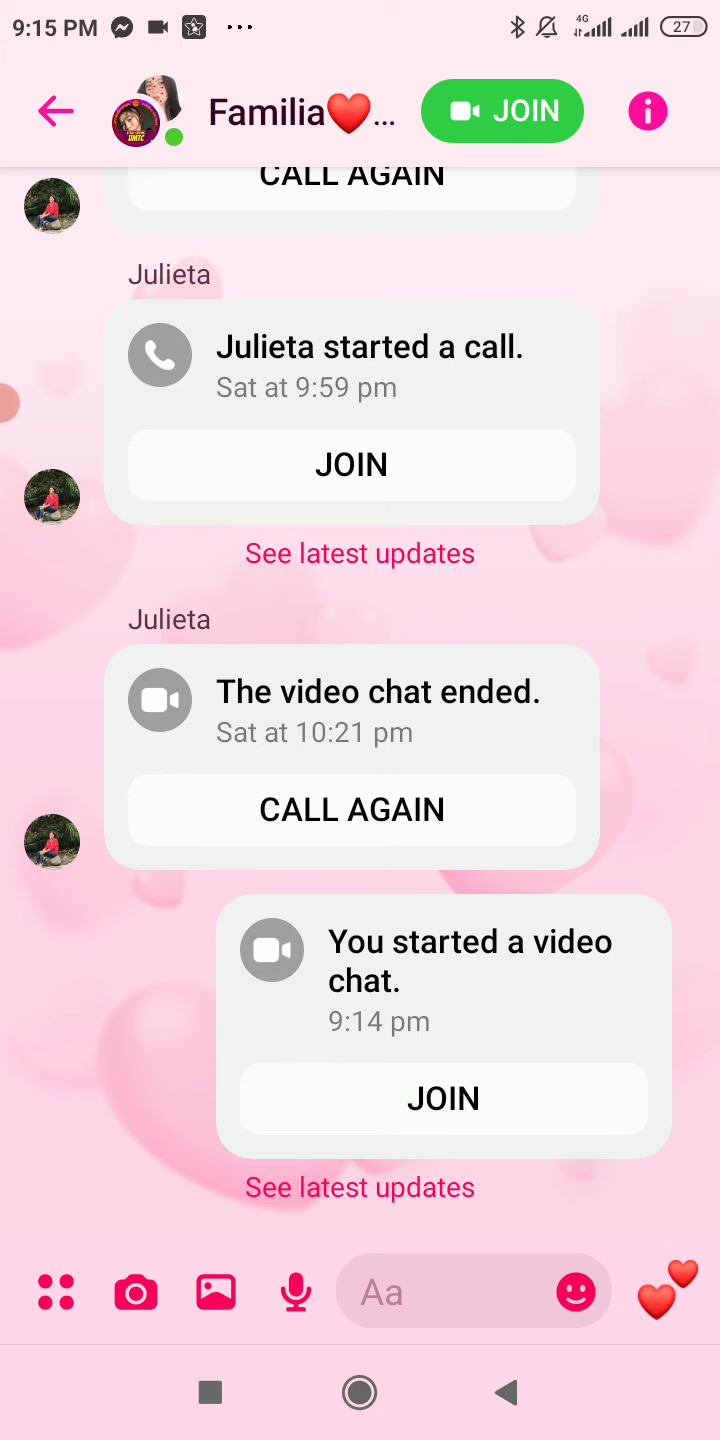 9:15 PM
4G
27
Familia❤️...
JOIN
CALL AGAIN
Julieta
Julieta started a call.
Sat at 9:59 pm
JOIN
See latest updates
Julieta
The video chat ended.
Sat at 10:21 pm
CALL AGAIN
You started a video
chat.
9:14 pm
JOIN
See latest updates
Aa